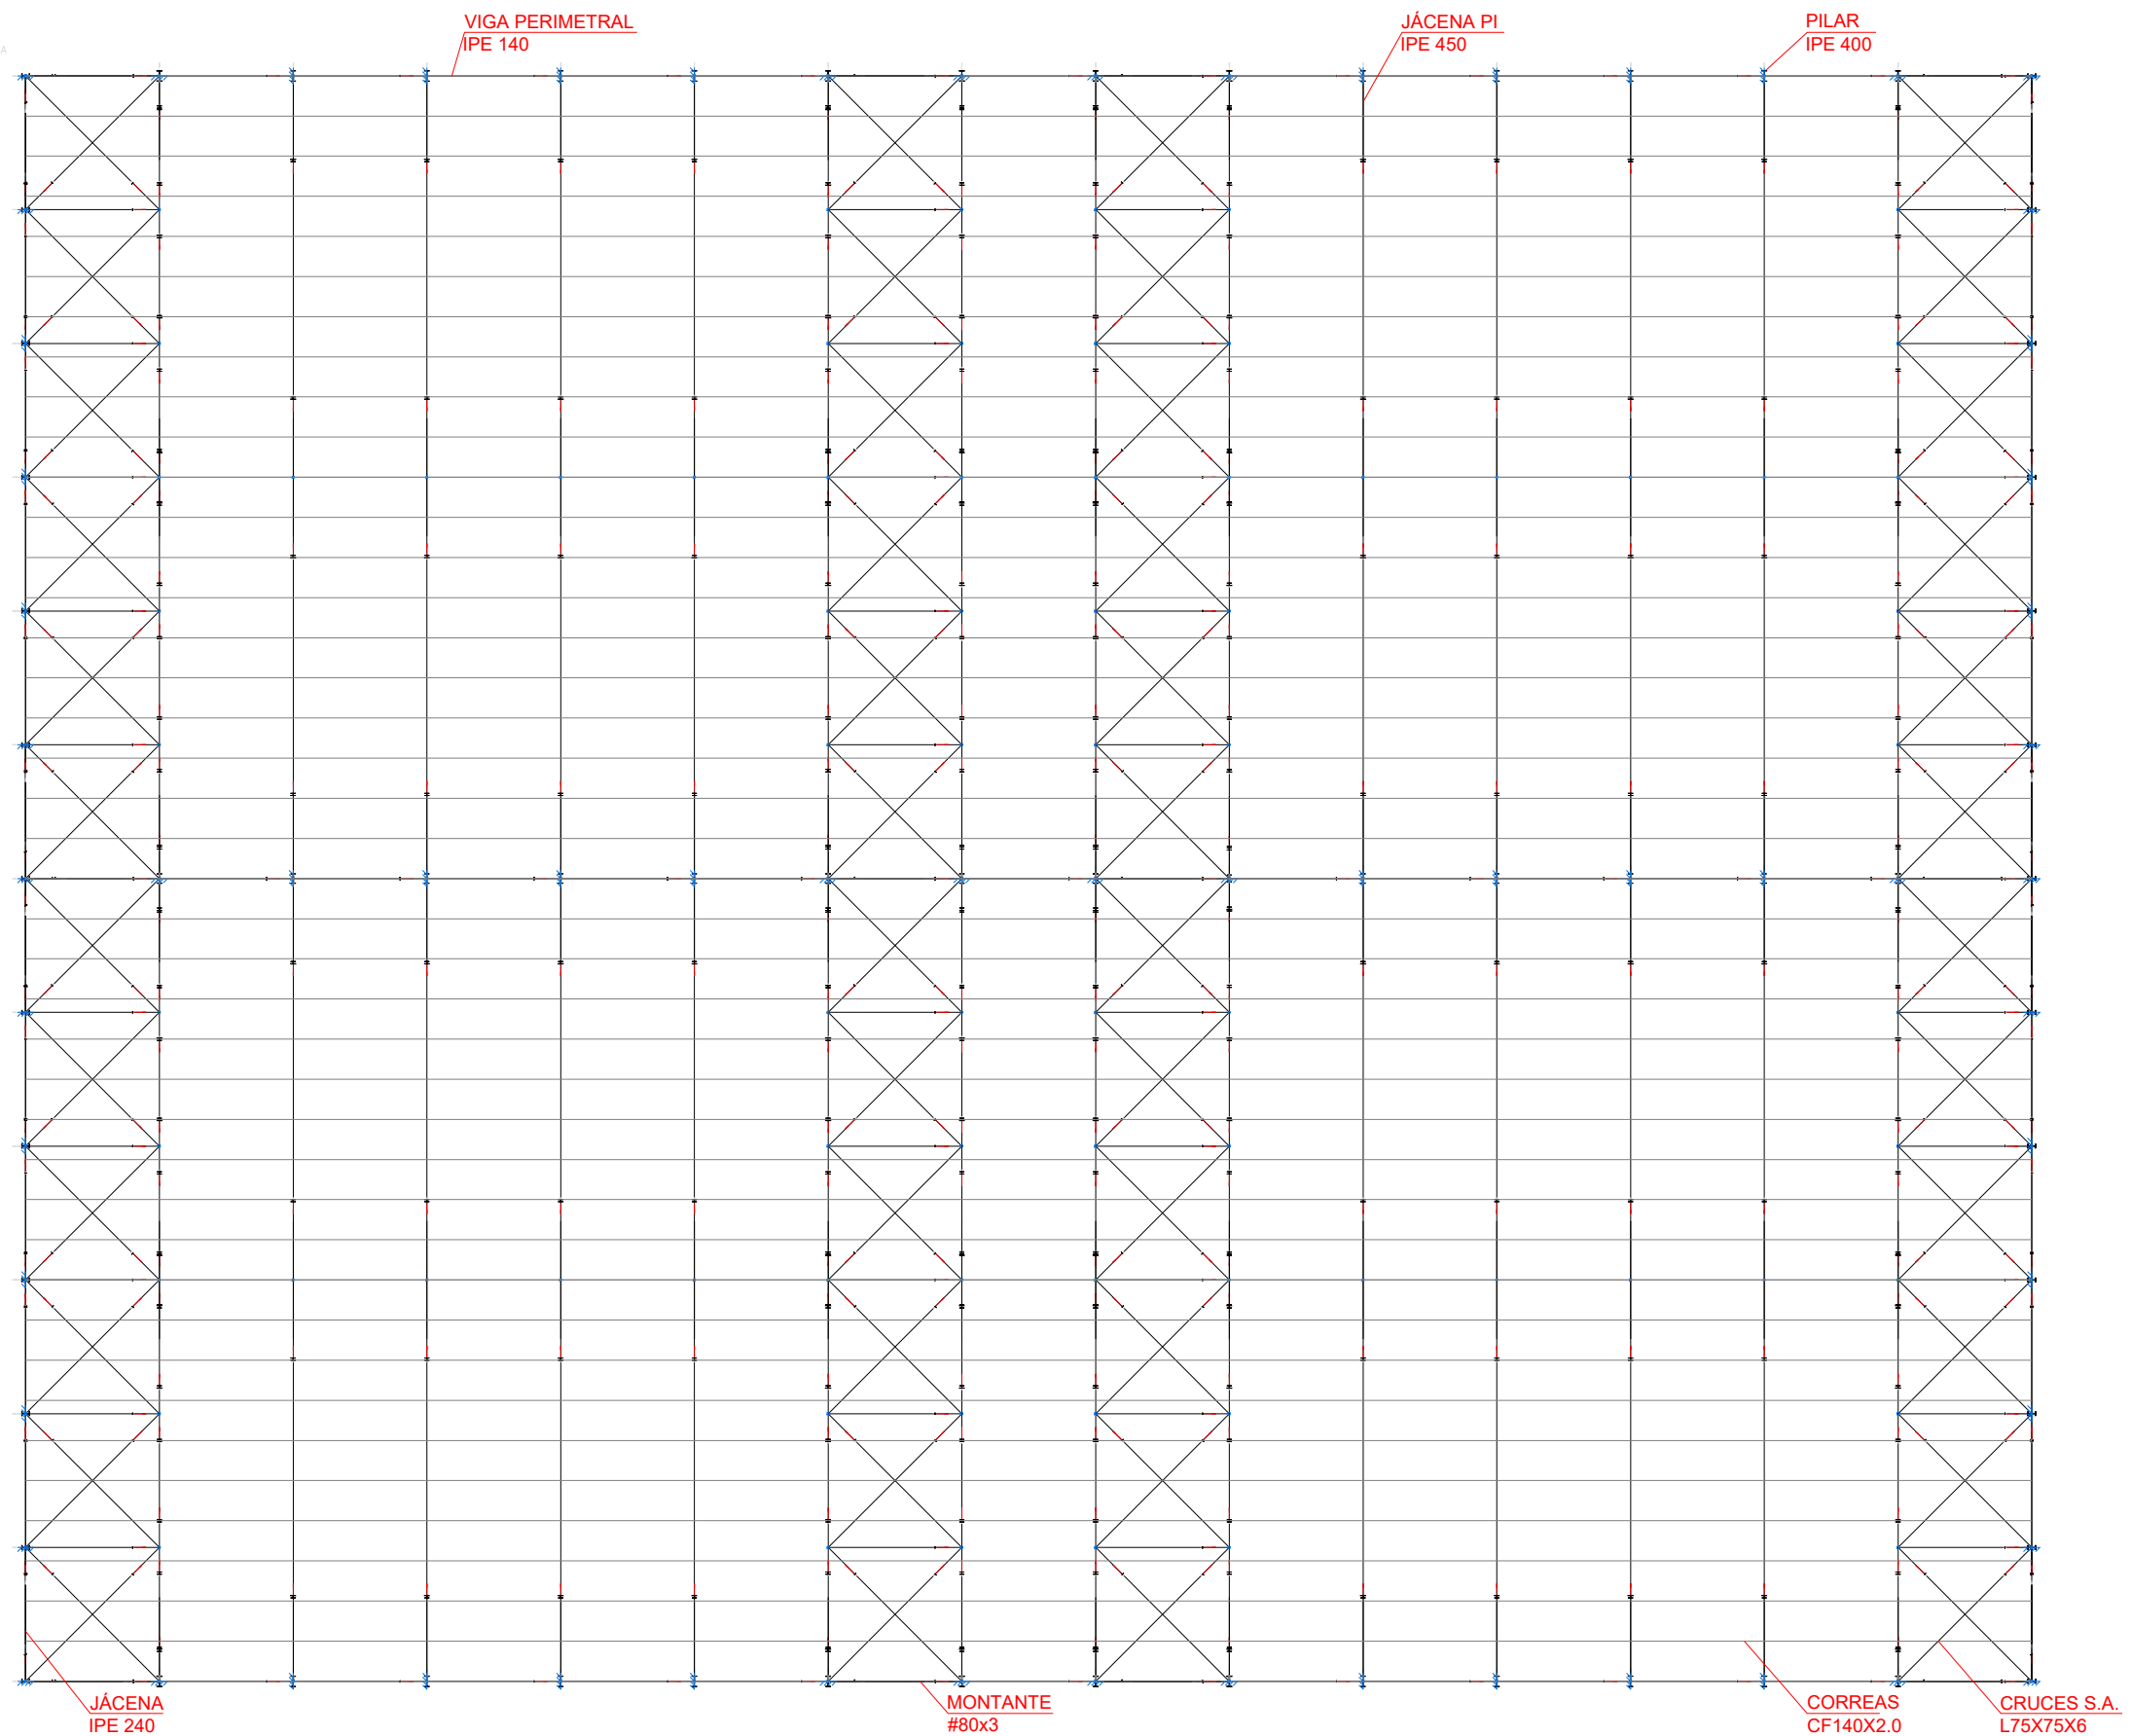 VIGA PERIMETRAL
IPE 140
JÁCENA PI
IPE 450
PILAR
IPE 400
A
JÁCENA
IPE 240
MONTANTE
#80x3
CORREAS
CF140X2.0
CRUCES S.A.
L75X75X6